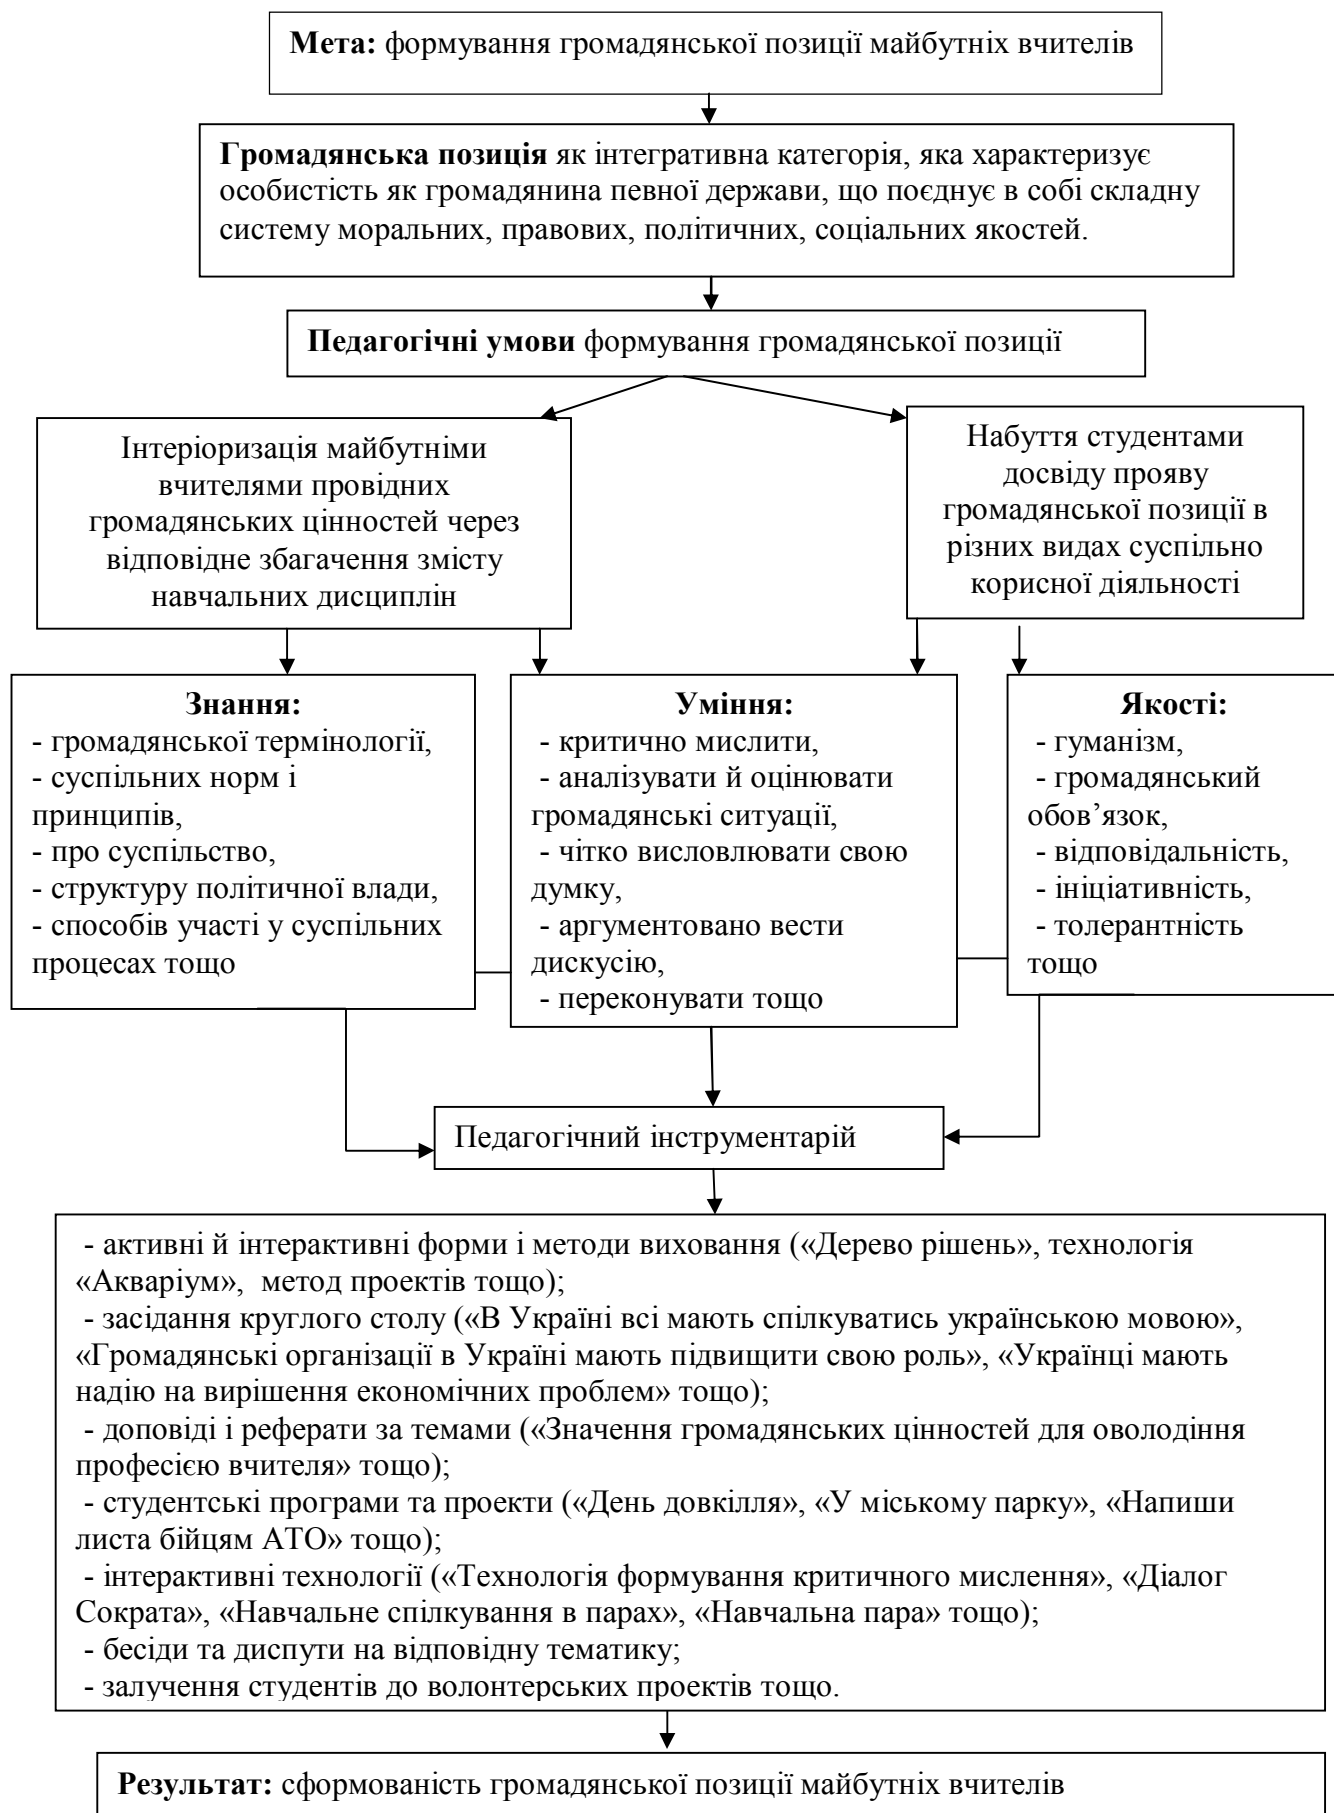 Мета: формування громадянської позиції майбутніх вчителів
Громадянська позиція як інтегративна категорія, яка характеризує
особистість як громадянина певної держави, що поєднує в собі складну
систему моральних, правових, політичних, соціальних якостей.
Педагогічні умови формування громадянської позиції
Інтеріоризація майбутніми
вчителями провідних
громадянських цінностей через
відповідне збагачення змісту
навчальних дисциплін
Набуття студентами
досвіду прояву
громадянської позиції в
різних видах суспільно
корисної діяльності
Знання:
- громадянської термінології,
- суспільних норм і
принципів,
- про суспільство,
- структуру політичної влади,
- способів участі у суспільних
процесах тощо
Уміння:
- критично мислити,
- аналізувати й оцінювати
громадянські ситуації,
- чітко висловлювати свою
думку,
- аргументовано вести
дискусію,
- переконувати тощо
Якості:
- гуманізм,
- громадянський
обов’язок,
- відповідальність,
- ініціативність,
- толерантність
тощо
Педагогічний інструментарій
- активні й інтерактивні форми і методи виховання («Дерево рішень», технологія
«Акваріум», метод проектів тощо);
- засідання круглого столу («В Україні всі мають спілкуватись українською мовою»,
«Громадянські організації в Україні мають підвищити свою роль», «Українці мають
надію на вирішення економічних проблем» тощо);
- доповіді і реферати за темами («Значення громадянських цінностей для оволодіння
професією вчителя» тощо);
- студентські програми та проекти («День довкілля», «У міському парку», «Напиши
листа бійцям АТО» тощо);
- інтерактивні технології («Технологія формування критичного мислення», «Діалог
Сократа», «Навчальне спілкування в парах», «Навчальна пара» тощо);
- бесіди та диспути на відповідну тематику;
- залучення студентів до волонтерських проектів тощо.
Результат: сформованість громадянської позиції майбутніх вчителів